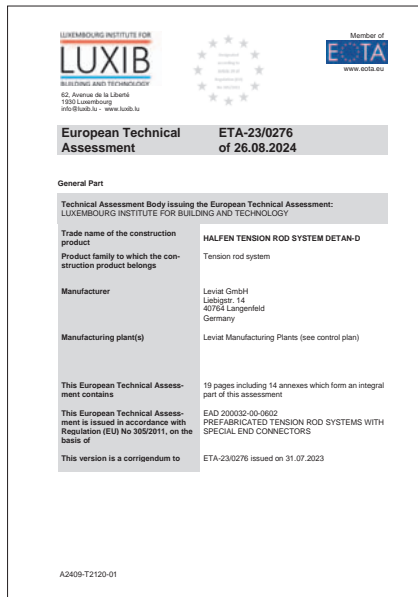 LUXEMBOURG INSTITUTE FOR
LUXIB
BUILDING AND TECHNOLOGY
62, Avenue de la Liberté
1930 Luxembourg
info@luxib.lu - www.luxib.lu
Member of
EOTA
www.eota.eu
European Technical
Assessment
ETA-23/0276
of 26.08.2024
General Part
Technical Assessment Body issuing the European Technical Assessment:
LUXEMBOURG INSTITUTE FOR BUILDING AND TECHNOLOGY
Trade name of the construction
product
HALFEN TENSION ROD SYSTEM DETAN-D
Product family to which the con-
struction product belongs
Tension rod system
Manufacturer
Leviat GmbH
Liebigstr. 14
40764 Langenfeld
Germany
Manufacturing plant(s)
Leviat Manufacturing Plants (see control plan)
This European Technical Assess-
ment contains
19 pages including 14 annexes which form an integral
part of this assessment
This European Technical Assess-
ment is issued in accordance with
Regulation (EU) No 305/2011, on the
basis of
EAD 200032-00-0602
PREFABRICATED TENSION ROD SYSTEMS WITH
SPECIAL END CONNECTORS
This version is a corrigendum to
ETA-23/0276 issued on 31.07.2023
A2409-T2120-01